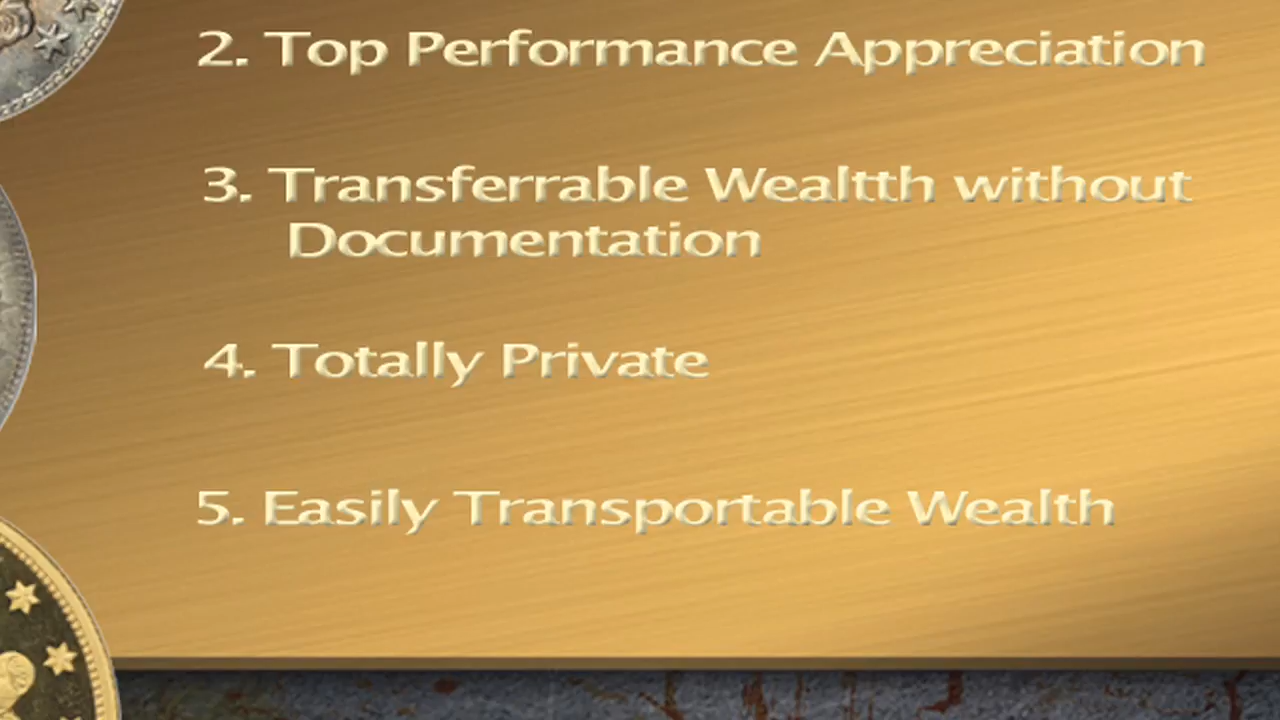 2. Top Performance Appreciation
3. Transferrable Wealtth without
Documentation
4. Totally Private
5. Easily Transportable Wealth